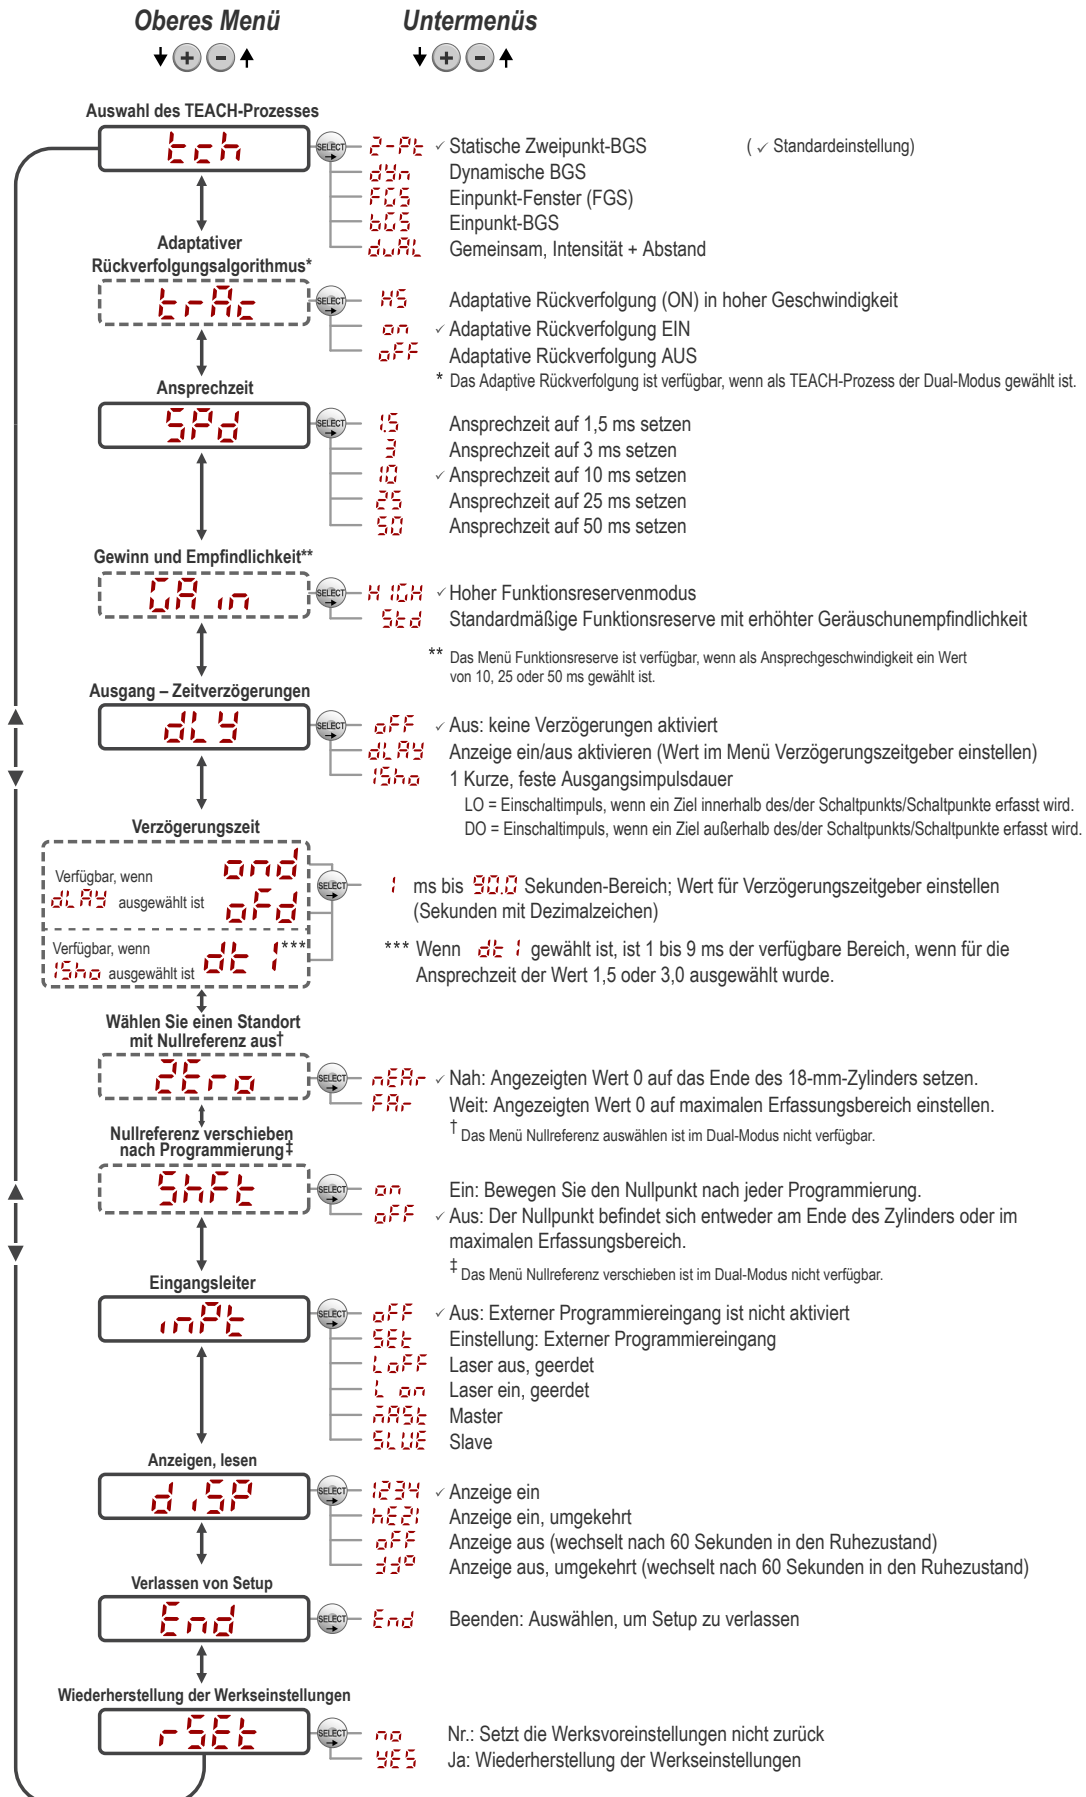 Oberes Menü Untermenüs
+ - + -
Auswahl des TEACH-Prozesses
tch SELECT 2-Pt ✓ Statische Zweipunkt-BGS ( ✓ Standardeinstellung)
dYn Dynamische BGS
FGS Einpunkt-Fenster (FGS)
bGS Einpunkt-BGS
duAL Gemeinsam, Intensität + Abstand
Adaptativer
Rückverfolgungsalgorithmus*
trAc SELECT HS Adaptative Rückverfolgung (ON) in hoher Geschwindigkeit
on ✓ Adaptative Rückverfolgung EIN
oFF Adaptative Rückverfolgung AUS
* Das Adaptive Rückverfolgung ist verfügbar, wenn als TEACH-Prozess der Dual-Modus gewählt ist.
Ansprechzeit
SPd SELECT 1.5 Ansprechzeit auf 1,5 ms setzen
3 Ansprechzeit auf 3 ms setzen
10 ✓ Ansprechzeit auf 10 ms setzen
25 Ansprechzeit auf 25 ms setzen
50 Ansprechzeit auf 50 ms setzen
Gewinn und Empfindlichkeit**
GAin SELECT HIGH ✓ Hoher Funktionsreservenmodus
Std Standardmäßige Funktionsreserve mit erhöhter Geräuschunempfindlichkeit
** Das Menü Funktionsreserve ist verfügbar, wenn als Ansprechgeschwindigkeit ein Wert
von 10, 25 oder 50 ms gewählt ist.
Ausgang – Zeitverzögerungen
dLY SELECT oFF ✓ Aus: keine Verzögerungen aktiviert
dLAY Anzeige ein/aus aktivieren (Wert im Menü Verzögerungszeitgeber einstellen)
1Sho 1 Kurze, feste Ausgangsimpulsdauer
LO = Einschaltimpuls, wenn ein Ziel innerhalb des/der Schaltpunkts/Schaltpunkte erfasst wird.
DO = Einschaltimpuls, wenn ein Ziel außerhalb des/der Schaltpunkts/Schaltpunkte erfasst wird.
Verzögerungszeit
Verfügbar, wenn
dLAY ausgewählt ist
ond
oFd
SELECT 1 ms bis 90.0 Sekunden-Bereich; Wert für Verzögerungszeitgeber einstellen
(Sekunden mit Dezimalzeichen)
Verfügbar, wenn
1Sho ausgewählt ist dt1***
*** Wenn dt1 gewählt ist, ist 1 bis 9 ms der verfügbare Bereich, wenn für die
Ansprechzeit der Wert 1,5 oder 3,0 ausgewählt wurde.
Wählen Sie einen Standort
mit Nullreferenz aus†
ZEro SELECT nEAr ✓ Nah: Angezeigten Wert 0 auf das Ende des 18-mm-Zylinders setzen.
FAr Weit: Angezeigten Wert 0 auf maximalen Erfassungsbereich einstellen.
† Das Menü Nullreferenz auswählen ist im Dual-Modus nicht verfügbar.
Nullreferenz verschieben
nach Programmierung‡
ShFt SELECT on Ein: Bewegen Sie den Nullpunkt nach jeder Programmierung.
oFF ✓ Aus: Der Nullpunkt befindet sich entweder am Ende des Zylinders oder im
maximalen Erfassungsbereich.
‡ Das Menü Nullreferenz verschieben ist im Dual-Modus nicht verfügbar.
Eingangsleiter
inPt SELECT oFF ✓ Aus: Externer Programmiereingang ist nicht aktiviert
SEt Einstellung: Externer Programmiereingang
LoFF Laser aus, geerdet
L on Laser ein, geerdet
mASt Master
SLUE Slave
Anzeigen, lesen
diSP SELECT 1234 ✓ Anzeige ein
hEZ1 Anzeige ein, umgekehrt
oFF Anzeige aus (wechselt nach 60 Sekunden in den Ruhezustand)
Anzeige aus, umgekehrt (wechselt nach 60 Sekunden in den Ruhezustand)
Verlassen von Setup
End SELECT End Beenden: Auswählen, um Setup zu verlassen
Wiederherstellung der Werkseinstellungen
rSEt SELECT no Nr.: Setzt die Werksvoreinstellungen nicht zurück
YES Ja: Wiederherstellung der Werkseinstellungen